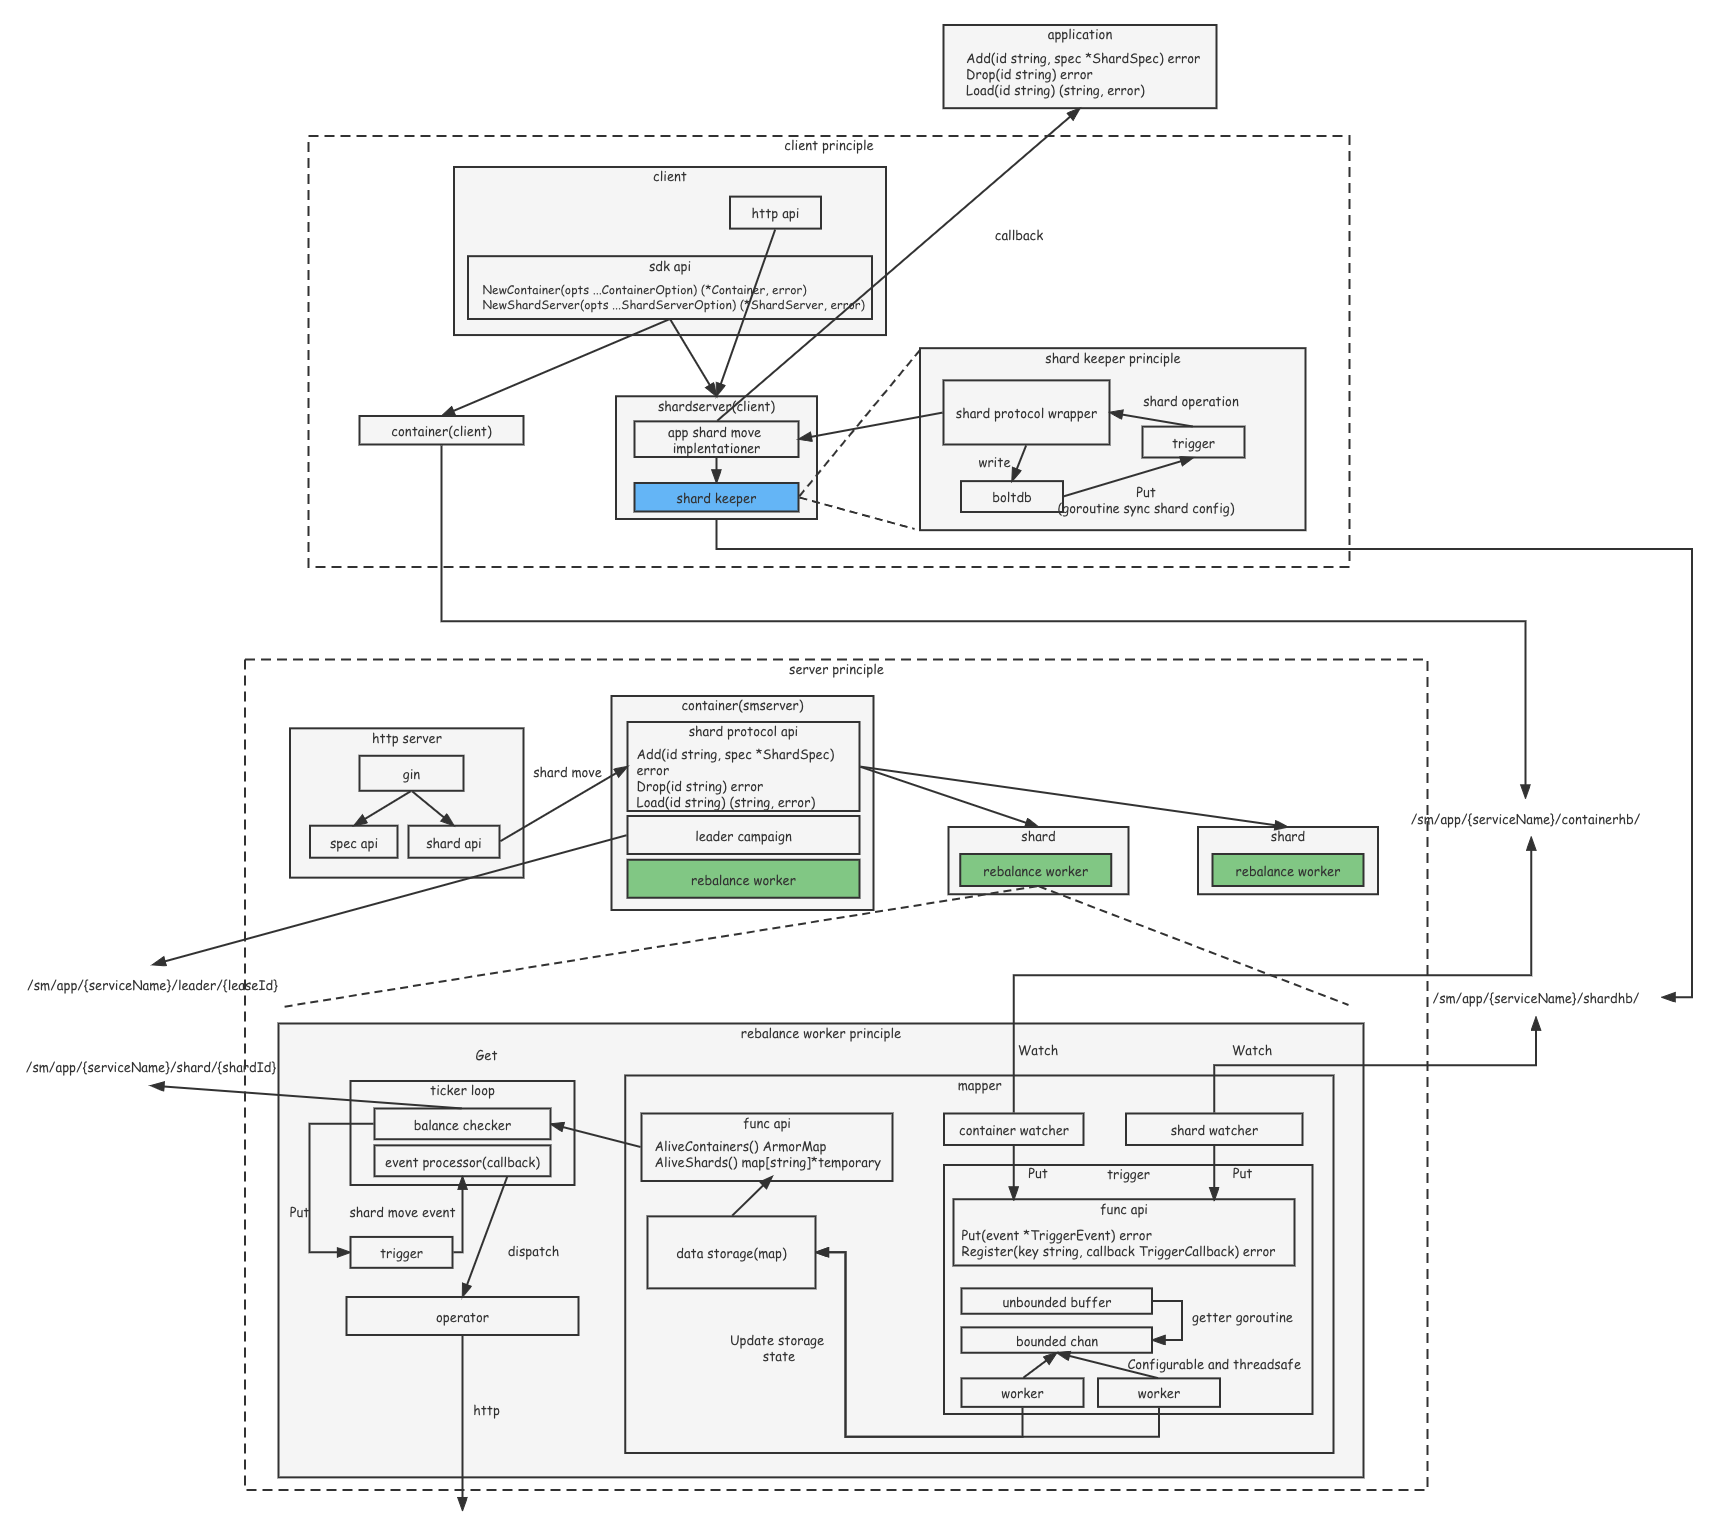 application
Add(id string, spec *ShardSpec) error
Drop(id string) error
Load(id string) (string, error)
client principle
client
http api
callback
sdk api
NewContainer(opts ...ContainerOption) (*Container, error)
NewShardServer(opts ...ShardServerOption) (*ShardServer, error)
shard keeper principle
shard protocol wrapper
shard operation
trigger
write
boltdb
Put
(goroutine sync shard config)
container(client)
shardserver(client)
app shard move
implentationer
shard keeper
server principle
http server
gin
spec api
shard api
shard move
container(smserver)
shard protocol api
Add(id string, spec *ShardSpec)
error
Drop(id string) error
Load(id string) (string, error)
leader campaign
rebalance worker
shard
rebalance worker
shard
rebalance worker
/sm/app/{serviceName}/containerhb/
/sm/app/{serviceName}/leader/{leaseId}
/sm/app/{serviceName}/shardhb/
rebalance worker principle
Get
/sm/app/{serviceName}/shard/{shardId}
ticker loop
balance checker
event processor(callback)
Put
shard move event
trigger
dispatch
operator
http
Watch
Watch
mapper
func api
AliveContainers() ArmorMap
AliveShards() map[string]*temporary
data storage(map)
Update storage
state
container watcher
shard watcher
Put
trigger
Put
func api
Put(event *TriggerEvent) error
Register(key string, callback TriggerCallback) error
unbounded buffer
getter goroutine
bounded chan
Configurable and threadsafe
worker
worker